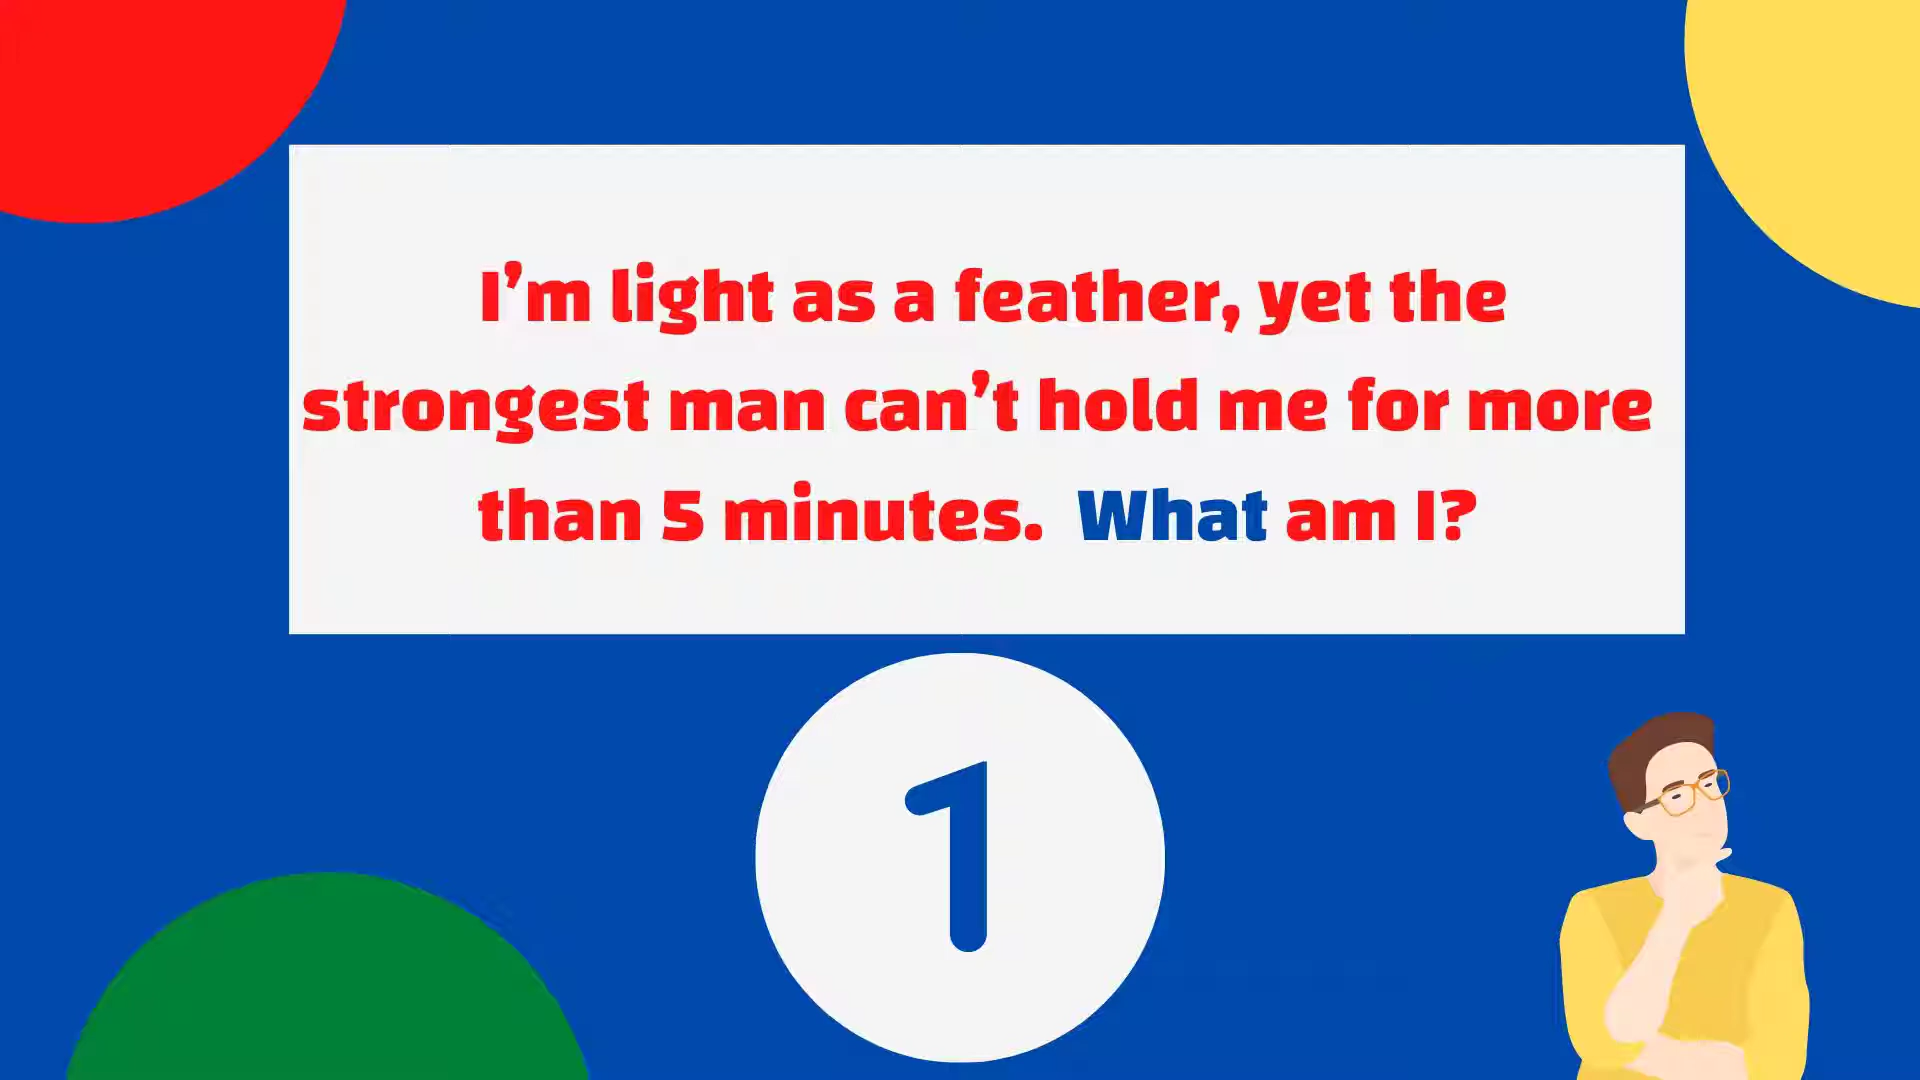 I’m light as a feather, yet the
strongest man can’t hold me for more
than 5 minutes.  What am I?
1